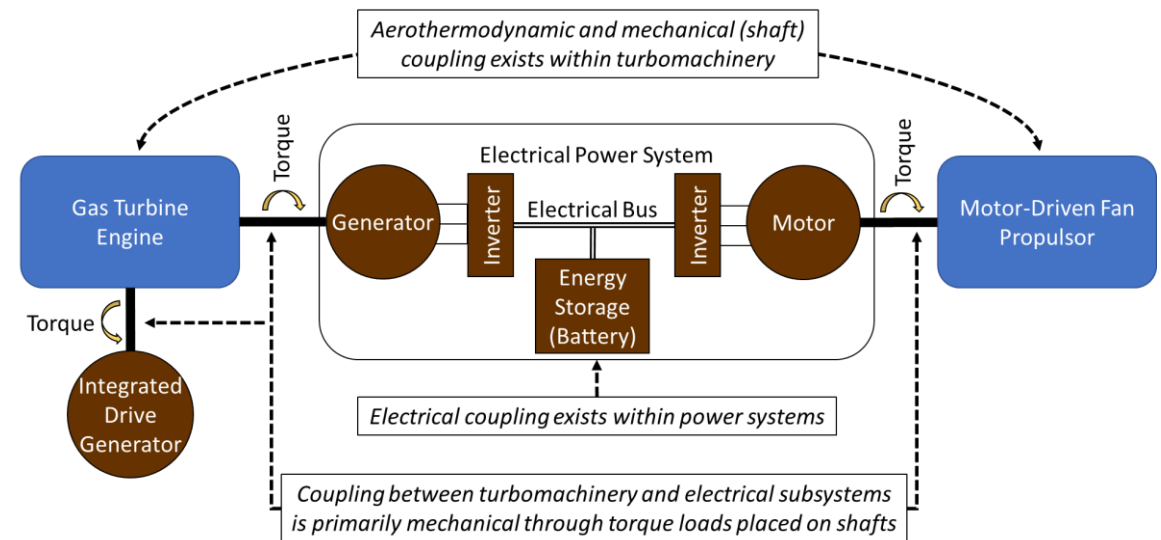 Aerothermodynamic and mechanical (shaft)
coupling exists within turbomachinery
Gas Turbine
Engine
Torque
Electrical Power System
Generator
Inverter
Electrical Bus
Inverter
Motor
Energy
Storage
(Battery)
Torque
Motor-Driven Fan
Propulsor
Torque
Integrated
Drive
Generator
Electrical coupling exists within power systems
Coupling between turbomachinery and electrical subsystems
is primarily mechanical through torque loads placed on shafts